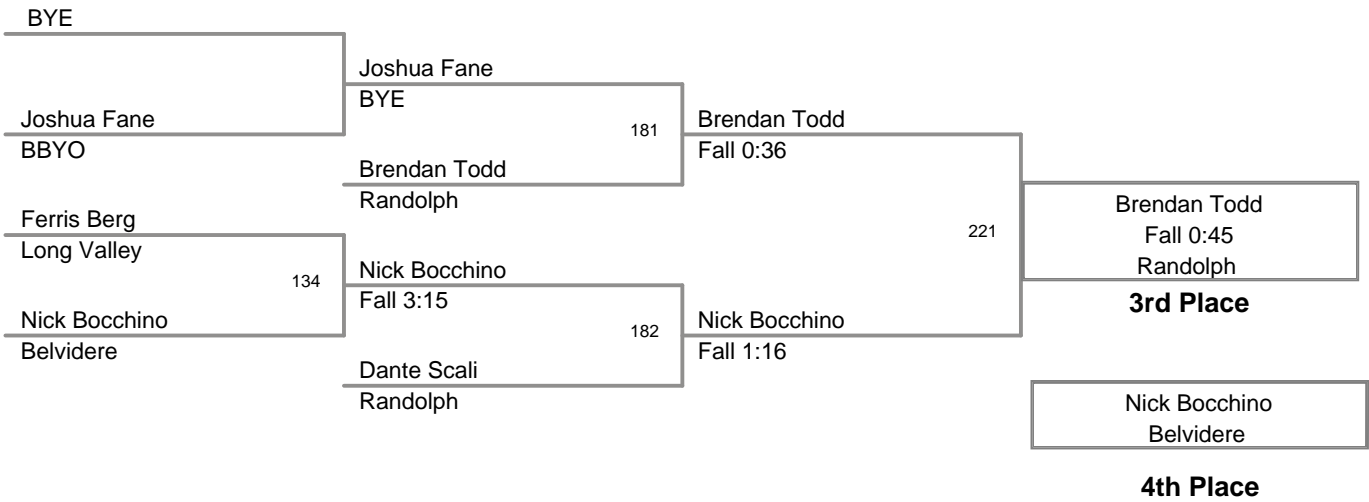 BYE
Joshua Fane
BBYO
Ferris Berg
Long Valley
134
Nick Bocchino
Belvidere
Joshua Fane
BYE
181
Brendan Todd
Randolph
Nick Bocchino
Fall 3:15
182
Dante Scali
Randolph
Brendan Todd
Fall 0:36
221
Nick Bocchino
Fall 1:16
Brendan Todd
Fall 0:45
Randolph
3rd Place
Nick Bocchino
Belvidere
4th Place